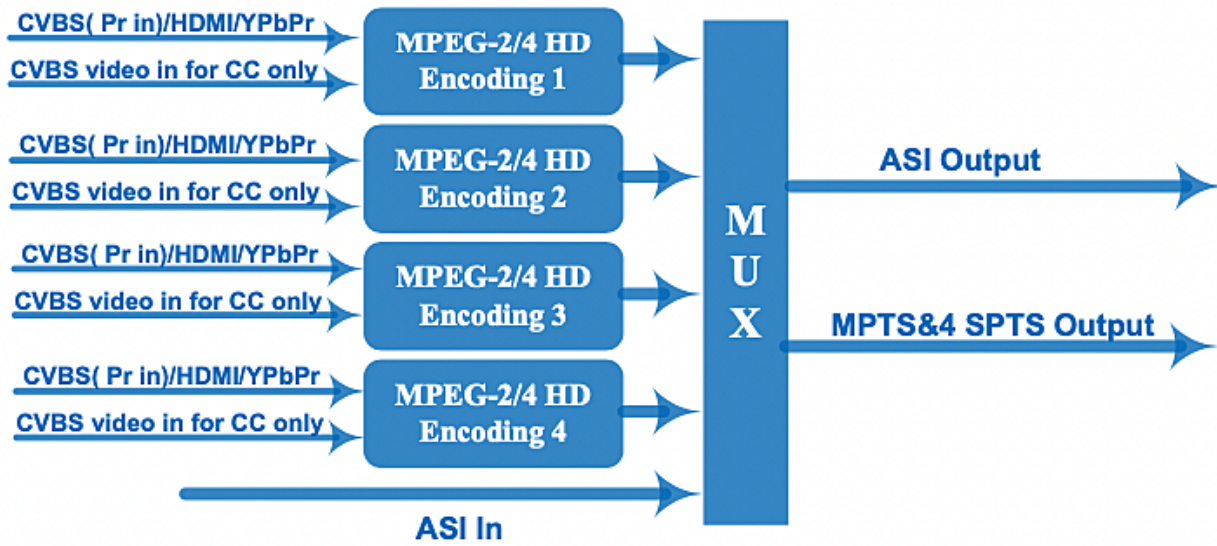 CVBS( Pr in)/HDMI/YPbPr
CVBS video in for CC only
MPEG-2/4 HD
Encoding 1
CVBS( Pr in)/HDMI/YPbPr
CVBS video in for CC only
MPEG-2/4 HD
Encoding 2
CVBS( Pr in)/HDMI/YPbPr
CVBS video in for CC only
MPEG-2/4 HD
Encoding 3
CVBS( Pr in)/HDMI/YPbPr
CVBS video in for CC only
MPEG-2/4 HD
Encoding 4
ASI In
M
U
X
ASI Output
MPTS&4 SPTS Output